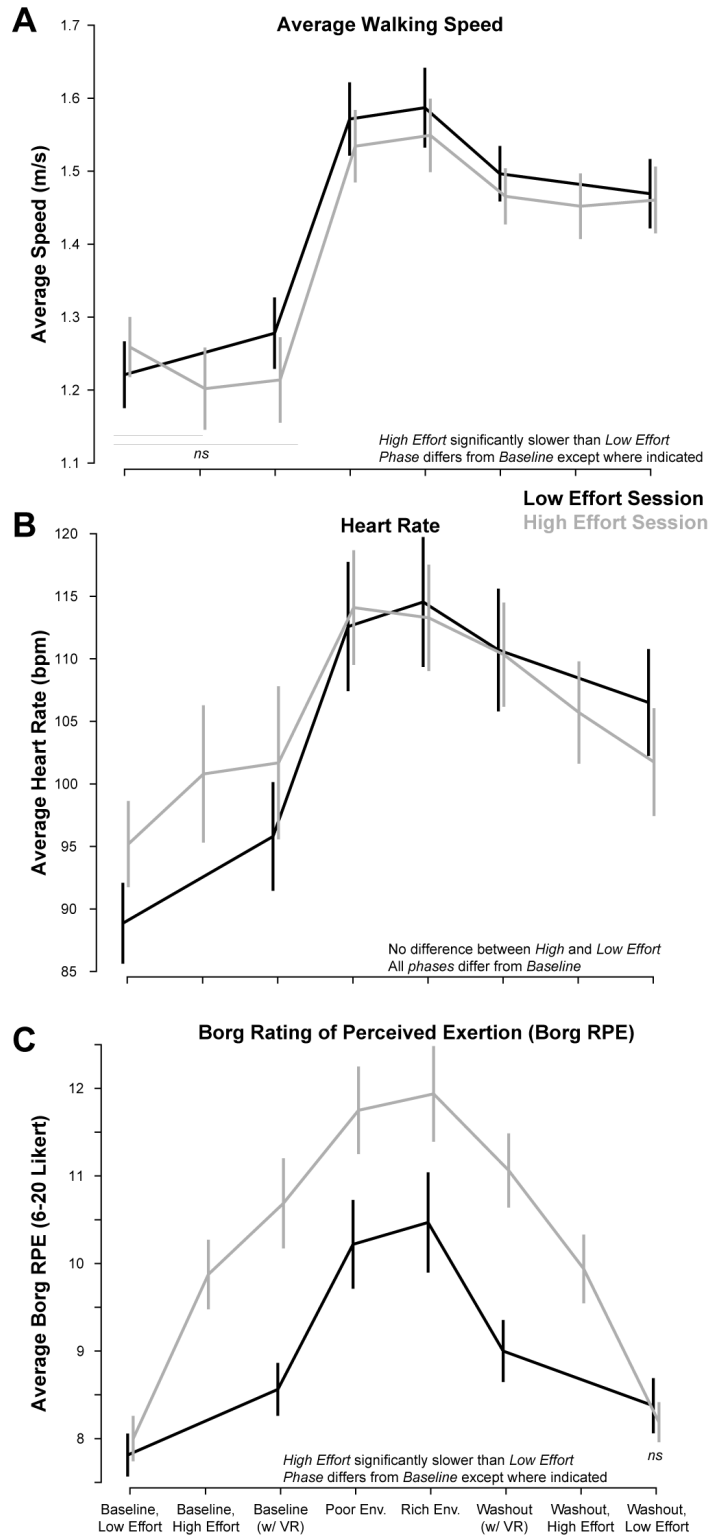 A
Average Walking Speed
1.7
1.6
1.5
1.4
1.3
1.2
1.1
Average Speed (m/s)
ns
High Effort significantly slower than Low Effort
Phase differs from Baseline except where indicated
Low Effort Session
High Effort Session
B
Heart Rate
120
115
110
105
100
95
90
85
Average Heart Rate (bpm)
No difference between High and Low Effort
All phases differ from Baseline
C
Borg Rating of Perceived Exertion (Borg RPE)
12
11
10
9
8
Average Borg RPE (6-20 Likert)
ns
High Effort significantly slower than Low Effort
Phase differs from Baseline except where indicated
Baseline,
Low Effort
Baseline,
High Effort
Baseline
(w/ VR)
Poor Env.
Rich Env.
Washout
(w/ VR)
Washout,
High Effort
Washout,
Low Effort